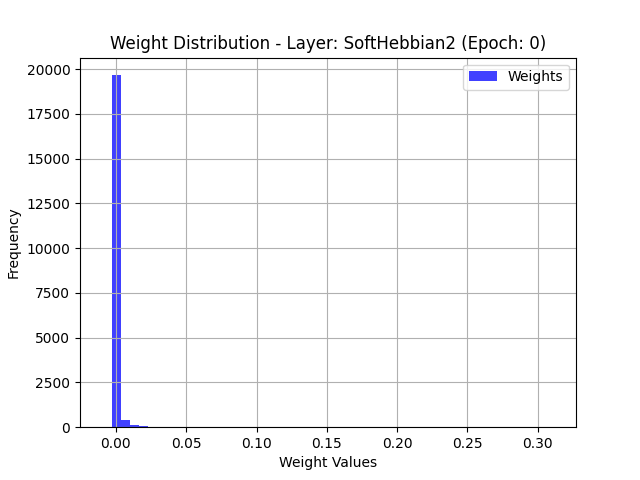 Weight Distribution - Layer: SoftHebbian2 (Epoch: 0)
Weights
20000
17500
15000
12500
10000
7500
5000
2500
0
Frequency
0.00 0.05 0.10 0.15 0.20 0.25 0.30
Weight Values